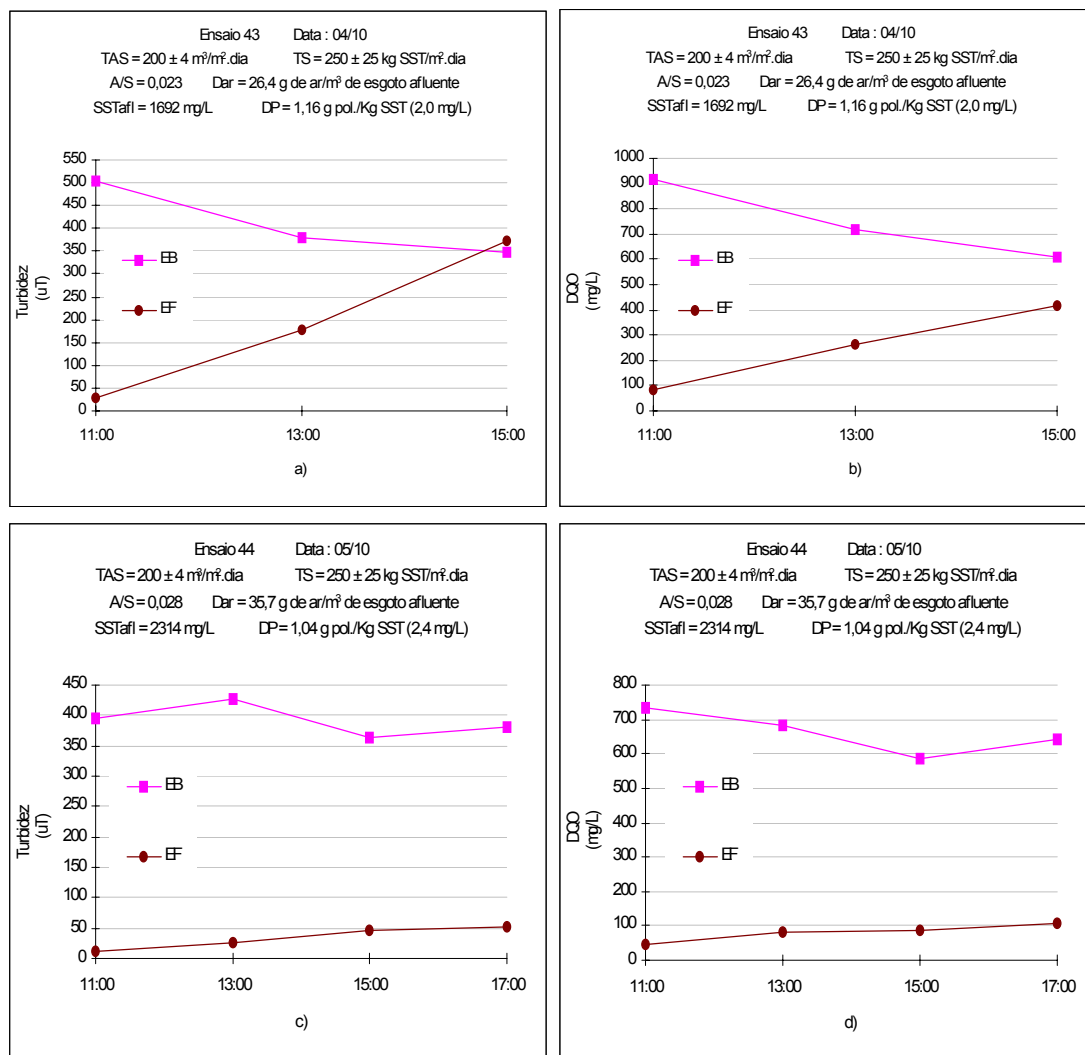 Ensaio 43 Data : 04/10
TAS = 200 ± 4 m³/m².dia TS = 250 ± 25 kg SST/m².dia
A/S = 0,023 Dar = 26,4 g de ar/m³ de esgoto afluente
SSTafl = 1692 mg/L DP = 1,16 g pol./Kg SST (2,0 mg/L)
Turbidez
(uT)
550
500
450
400
350
300
250
200
150
100
50
0
EB
EF
11:00 13:00 15:00
a)
Ensaio 43 Data : 04/10
TAS = 200 ± 4 m³/m².dia TS = 250 ± 25 kg SST/m².dia
A/S = 0,023 Dar = 26,4 g de ar/m³ de esgoto afluente
SSTafl = 1692 mg/L DP = 1,16 g pol./Kg SST (2,0 mg/L)
DQO
(mg/L)
1000
900
800
700
600
500
400
300
200
100
0
EB
EF
11:00 13:00 15:00
b)
Ensaio 44 Data : 05/10
TAS = 200 ± 4 m³/m².dia TS = 250 ± 25 kg SST/m².dia
A/S = 0,028 Dar = 35,7 g de ar/m³ de esgoto afluente
SSTafl = 2314 mg/L DP = 1,04 g pol./Kg SST (2,4 mg/L)
Turbidez
(uT)
450
400
350
300
250
200
150
100
50
0
EB
EF
11:00 13:00 15:00 17:00
c)
Ensaio 44 Data : 05/10
TAS = 200 ± 4 m³/m².dia TS = 250 ± 25 kg SST/m².dia
A/S = 0,028 Dar = 35,7 g de ar/m³ de esgoto afluente
SSTafl = 2314 mg/L DP = 1,04 g pol./Kg SST (2,4 mg/L)
DQO
(mg/L)
800
700
600
500
400
300
200
100
0
EB
EF
11:00 13:00 15:00 17:00
d)